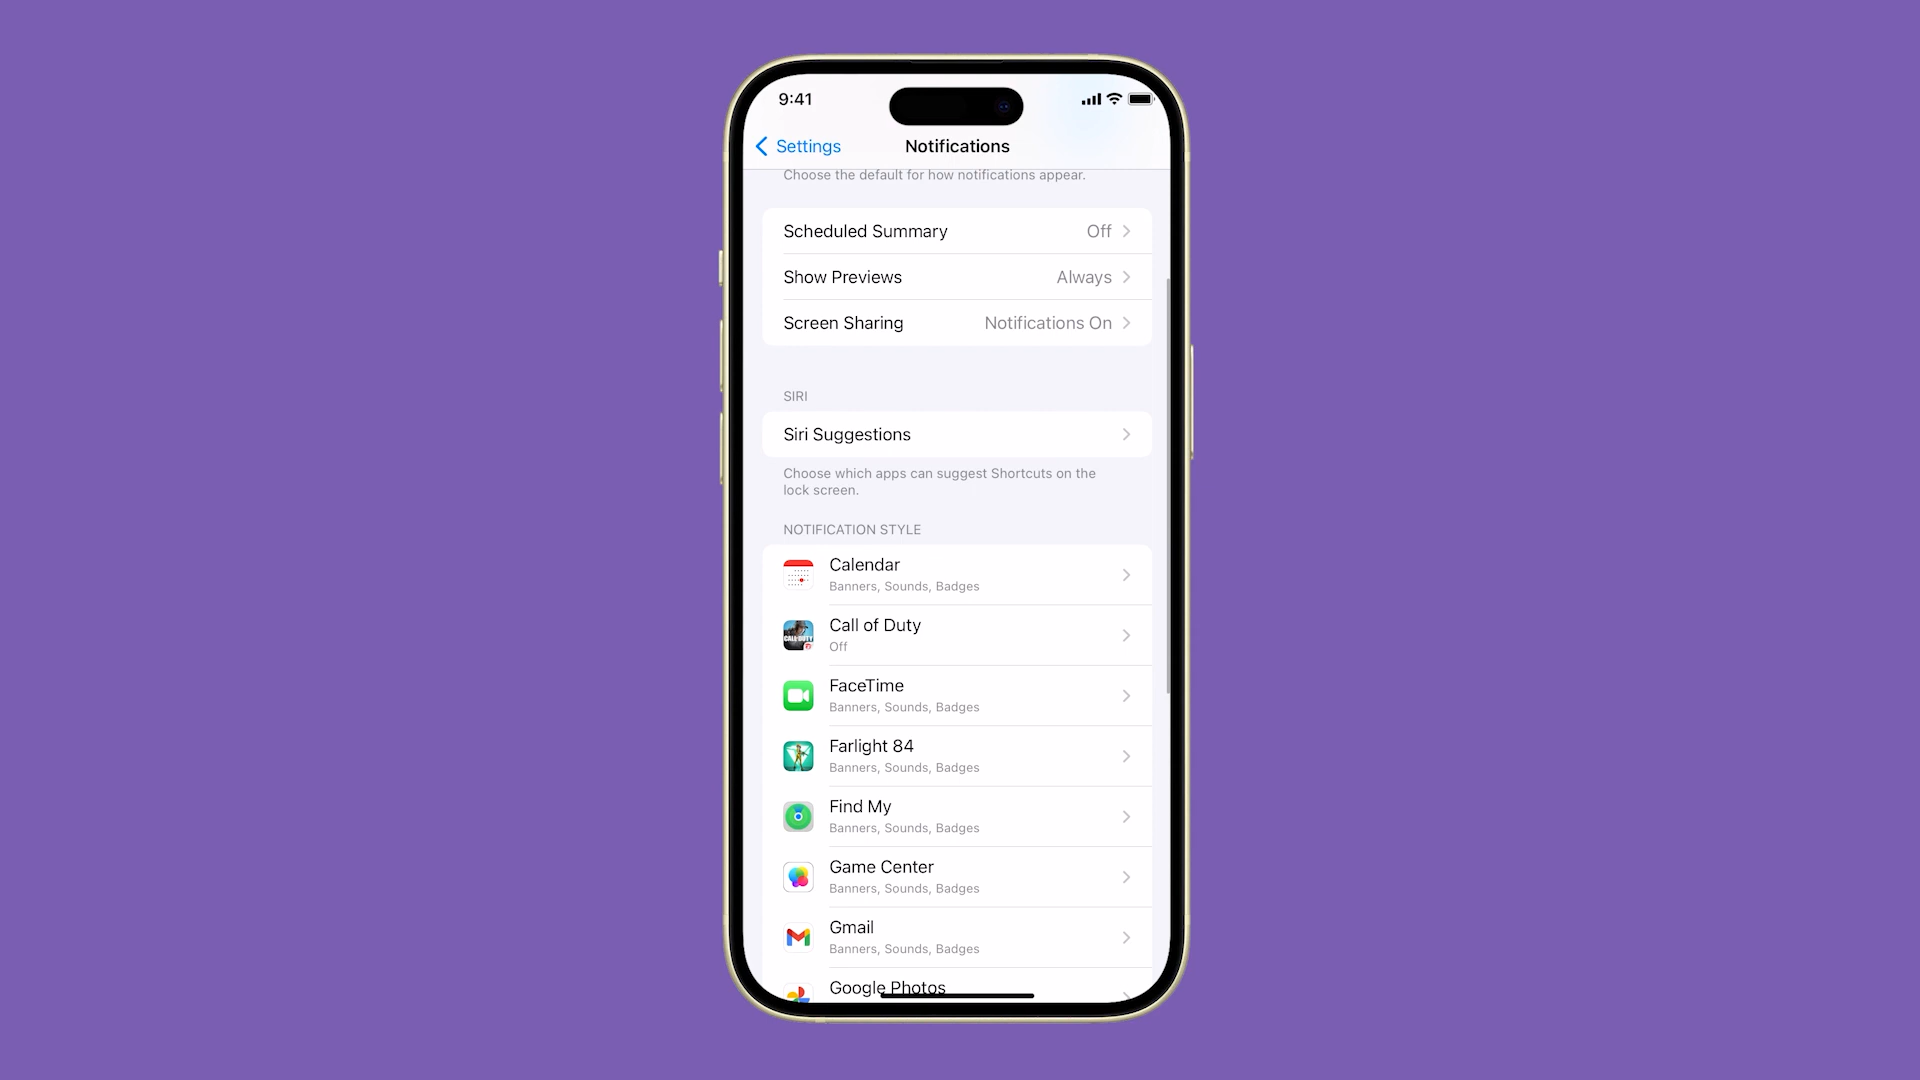 9:41
Settings
Notifications
Choose the default for how notifications appear.
Scheduled Summary Off
Show Previews Always
Screen Sharing Notifications On
SIRI
Siri Suggestions
Choose which apps can suggest Shortcuts on the
lock screen.
NOTIFICATION STYLE
Calendar
Banners, Sounds, Badges
CALL OF DUTY
Call of Duty
Off
FaceTime
Banners, Sounds, Badges
Farlight 84
Banners, Sounds, Badges
Find My
Banners, Sounds, Badges
Game Center
Banners, Sounds, Badges
Gmail
Banners, Sounds, Badges
Google Photos